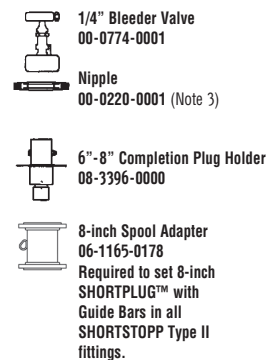 1/4” Bleeder Valve
00-0774-0001
Nipple
00-0220-0001 (Note 3)
6”-8” Completion Plug Holder
08-3396-0000
8-inch Spool Adapter
06-1165-0178
Required to set 8-inch
SHORTPLUG™ with
Guide Bars in all
SHORTSTOPP Type II
fittings.